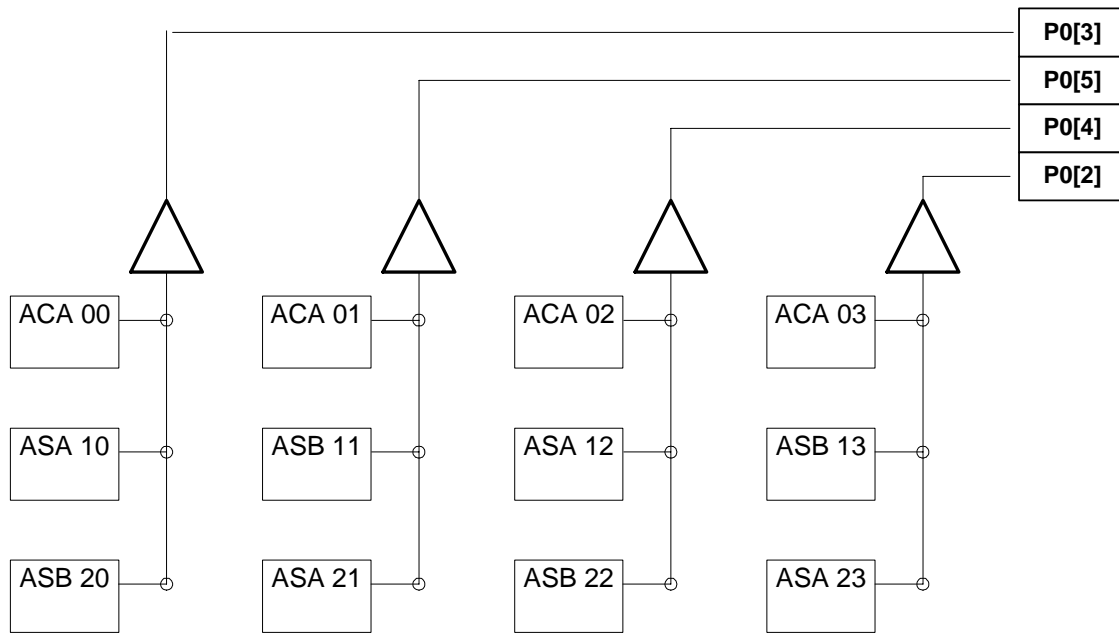 P0[3]
P0[5]
P0[4]
P0[2]
ACA 00
ACA 01
ACA 02
ACA 03
ASA 10
ASB 11
ASA 12
ASB 13
ASB 20
ASA 21
ASB 22
ASA 23